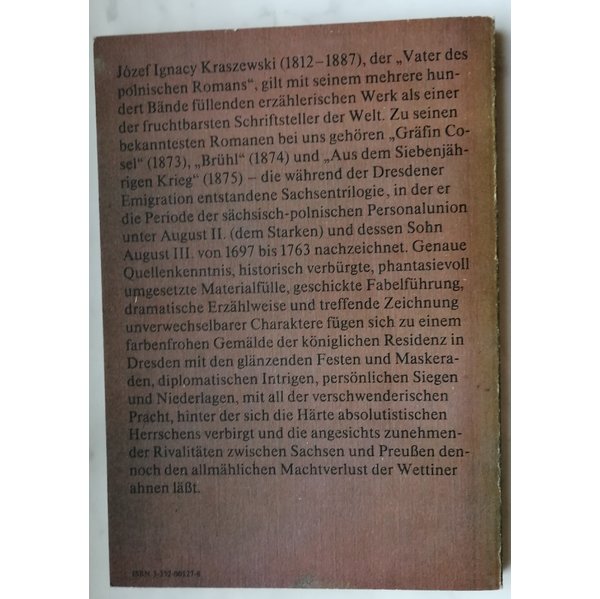 Józef Ignacy Kraszewski (1812–1887), der „Vater des
polnischen Romans“, gilt mit seinem mehrere hun-
dert Bände füllenden erzählerischen Werk als einer
der fruchtbarsten Schriftsteller der Welt. Zu seinen
bekanntesten Romanen bei uns gehören „Gräfin Co-
sel“ (1873), „Brühl“ (1874) und „Aus dem Siebenjäh-
rigen Krieg“ (1875) – die während der Dresdener
Emigration entstandene Sachsentrilogie, in der er
die Periode der sächsisch-polnischen Personalunion
unter August II. (dem Starken) und dessen Sohn
August III. von 1697 bis 1763 nachzeichnet. Genaue
Quellenkenntnis, historisch verbürgte, phantasievoll
umgesetzte Materialfülle, geschickte Fabelführung,
dramatische Erzählweise und treffende Zeichnung
unverwechselbarer Charaktere fügen sich zu einem
farbenfrohen Gemälde der königlichen Residenz in
Dresden mit den glänzenden Festen und Maskera-
den, diplomatischen Intrigen, persönlichen Siegen
und Niederlagen, mit all der verschwenderischen
Pracht, hinter der sich die Härte absolutistischen
Herrschens verbirgt und die angesichts zunehmen-
der Rivalitäten zwischen Sachsen und Preußen den-
noch den allmählichen Machtverlust der Wettiner
ahnen läßt.
ISBN 3-352-00127-6